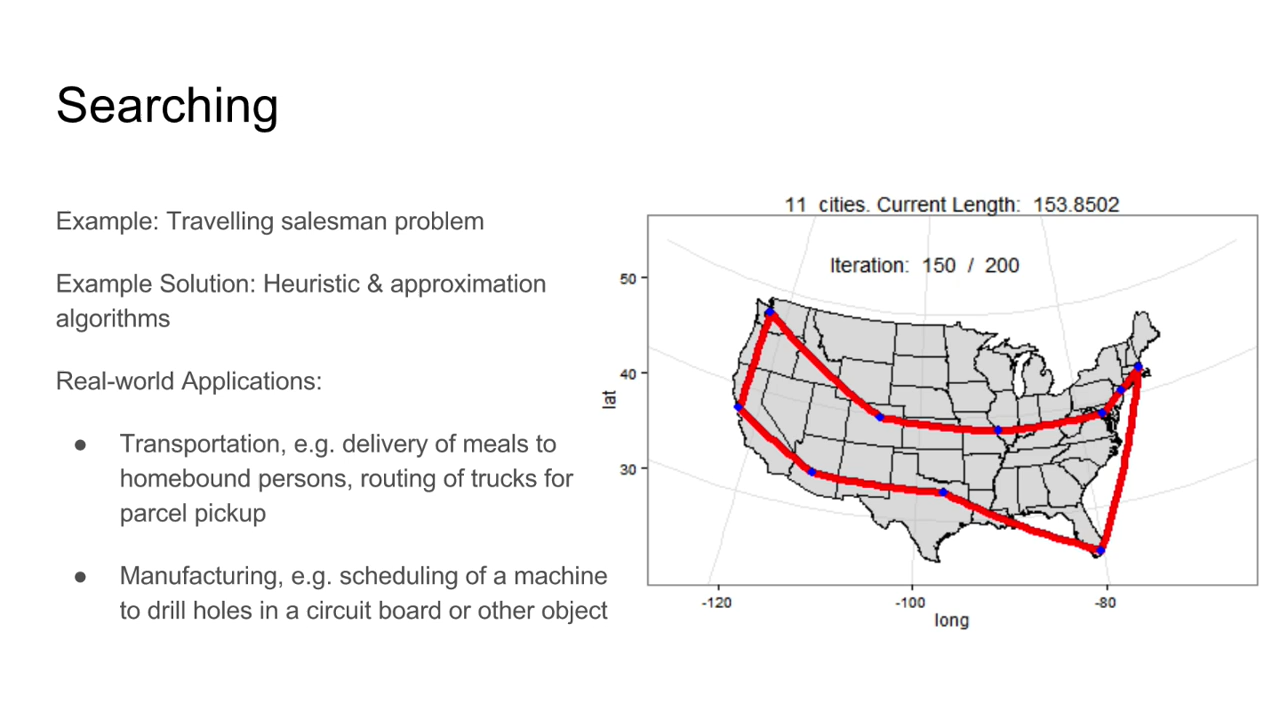 Searching
Example: Travelling salesman problem
Example Solution: Heuristic & approximation
algorithms
Real-world Applications:
● Transportation, e.g. delivery of meals to
homebound persons, routing of trucks for
parcel pickup
● Manufacturing, e.g. scheduling of a machine
to drill holes in a circuit board or other object
11 cities. Current Length: 153.8502
Iteration: 150 / 200
50
40
30
lat
-120 -100 -80
long